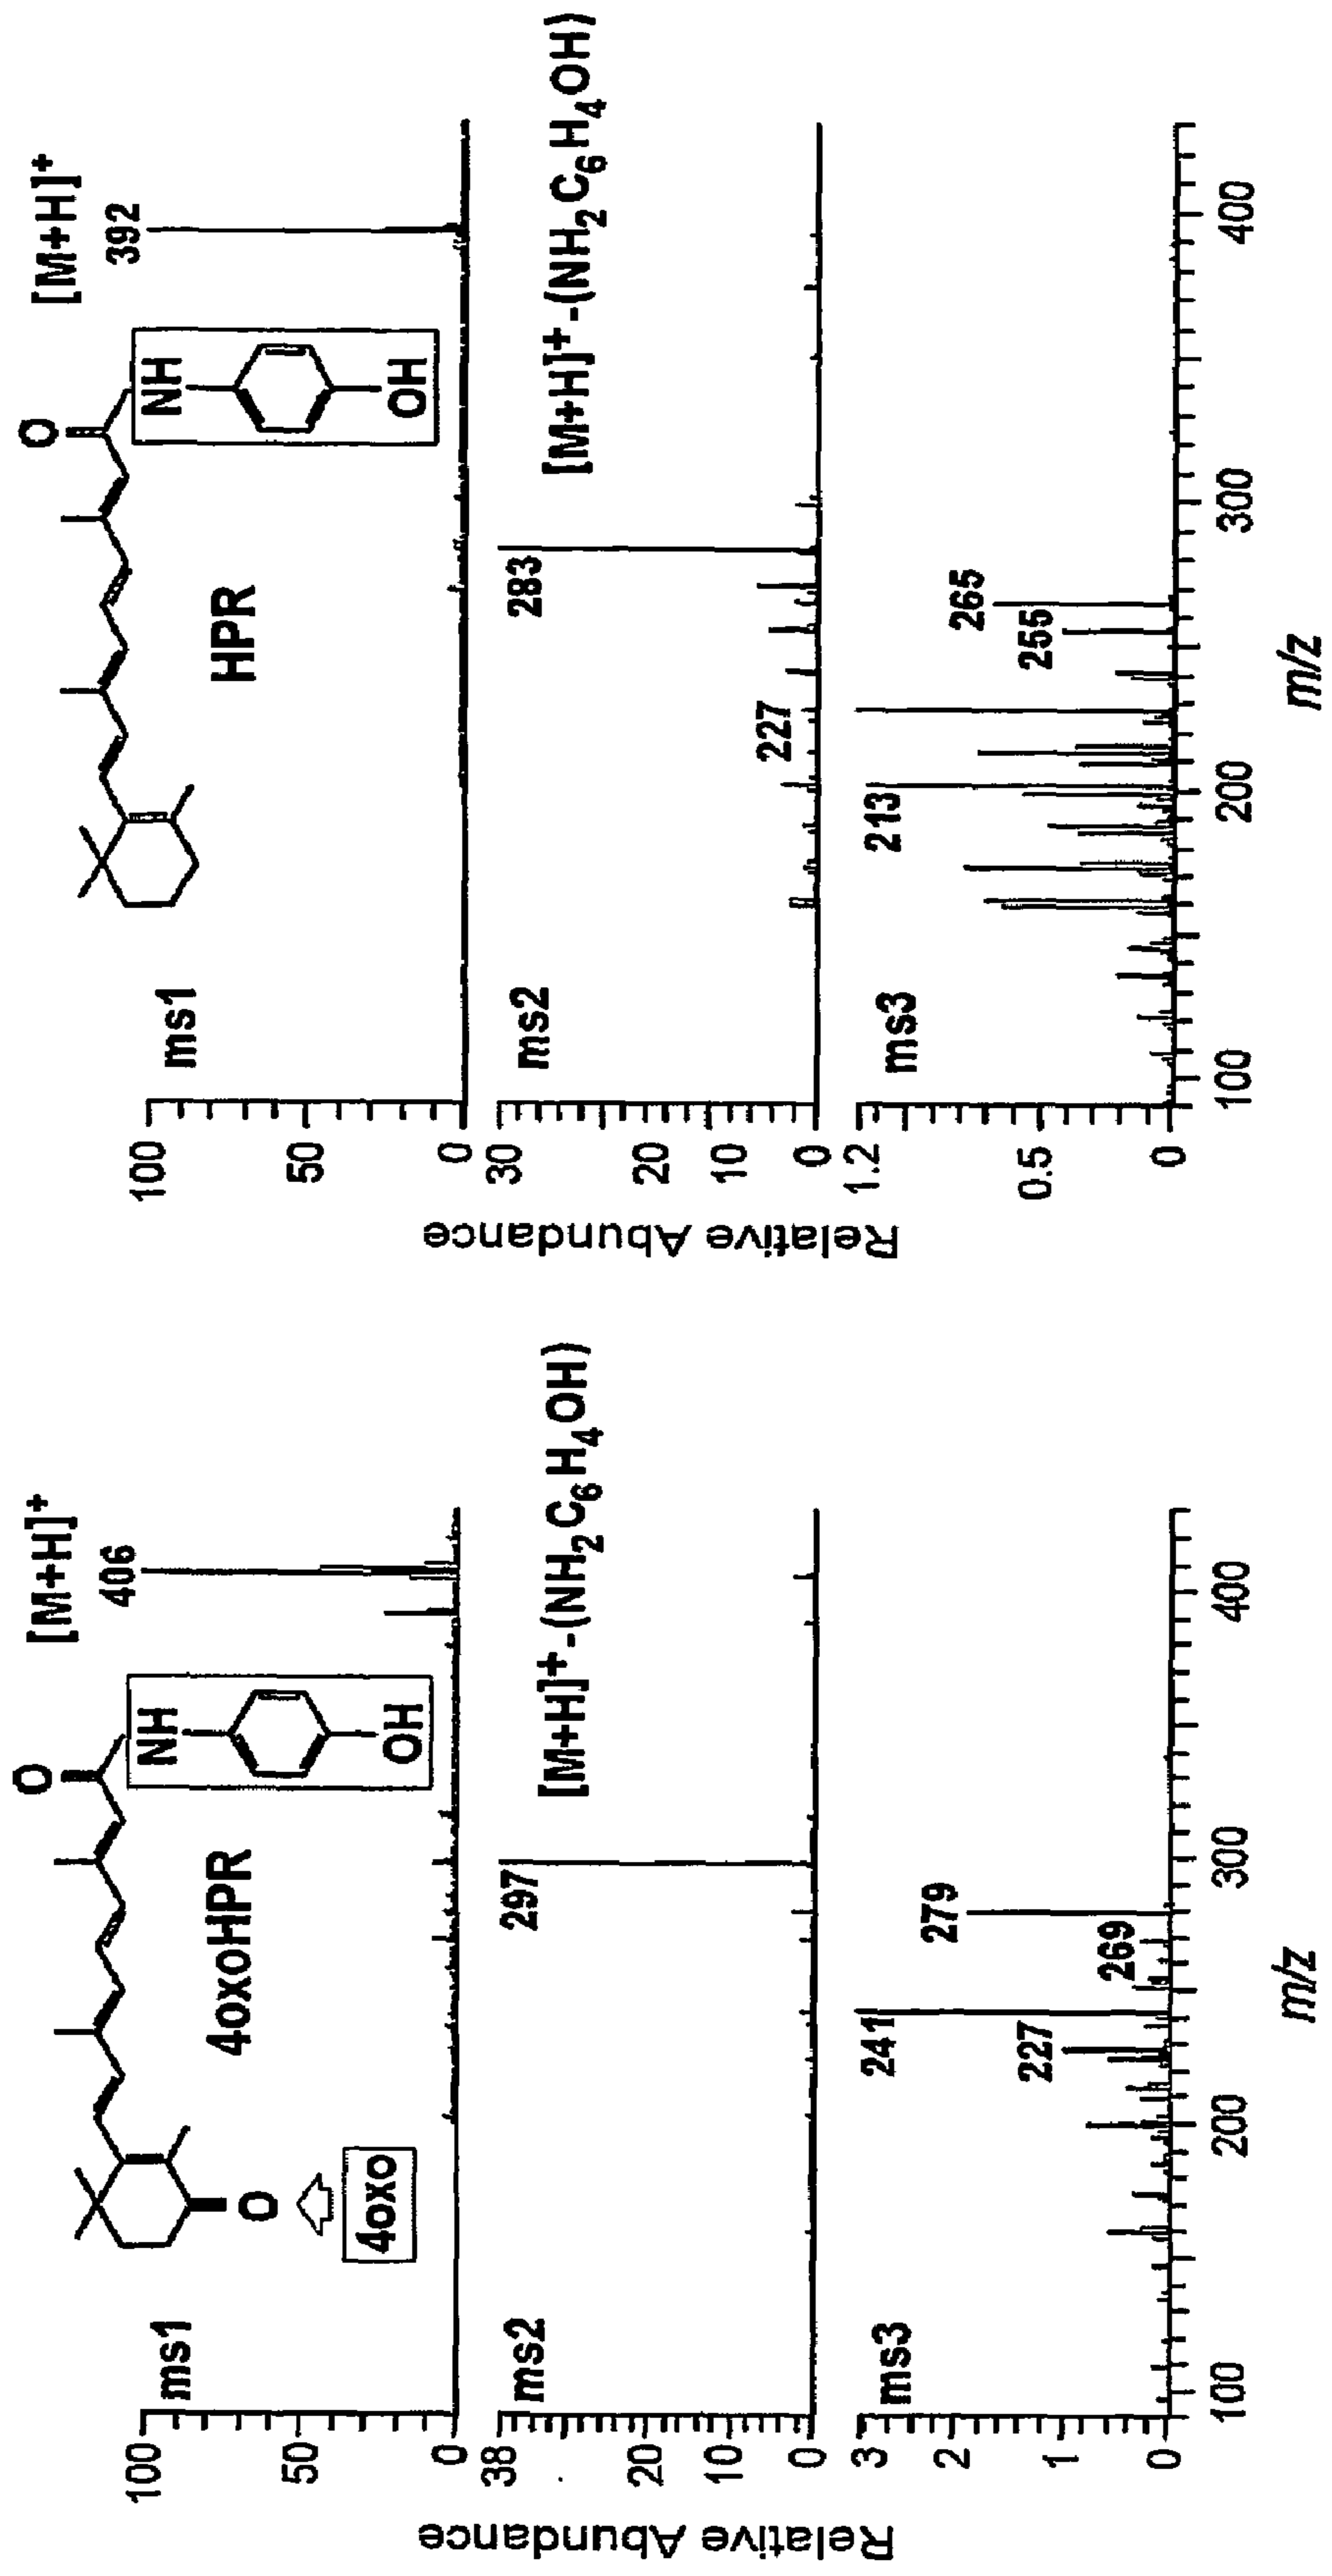 [M+H]+
406
O
NH
OH
4oxoHPR
O
4oxo
ms1
100
50
0
[M+H]+-(NH2C6H4OH)
297
ms2
38
20
10
0
279
269
241
227
ms3
3
2
1
0
100
200
300
400
m/z
Relative Abundance
[M+H]+
392
O
NH
OH
HPR
ms1
100
50
0
[M+H]+-(NH2C6H4OH)
283
227
ms2
30
20
10
0
265
255
213
ms3
1.2
0.5
0
100
200
300
400
m/z
Relative Abundance